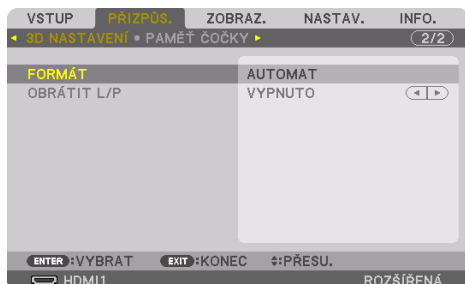 VSTUP PŘIZPŮS. ZOBRAZ. NASTAV. INFO.
3D NASTAVENÍ • PAMĚŤ ČOČKY 2/2
FORMÁT AUTOMAT
OBRÁTIT L/P VYPNUTO
ENTER :VYBRAT EXIT :KONEC :PŘESU.
HDMI1 ROZŠÍŘENÁ